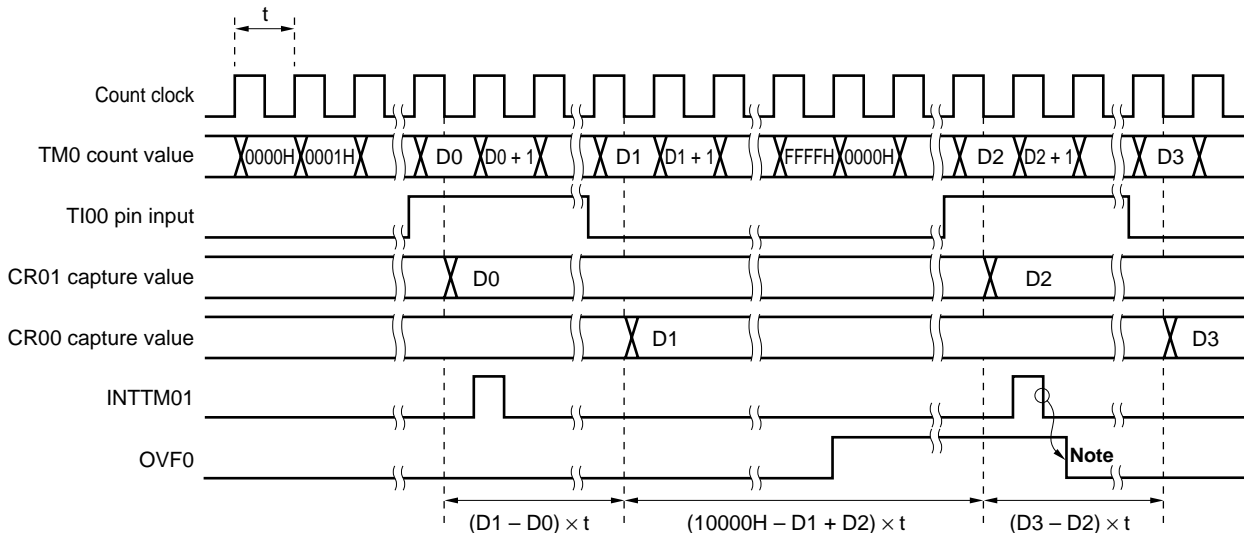 t
Count clock
TM0 count value 0000H 0001H D0 D0 + 1 D1 D1 + 1 FFFFH 0000H D2 D2 + 1 D3
TI00 pin input
CR01 capture value D0 D2
CR00 capture value D1 D3
INTTM01
OVF0 Note
(D1 – D0) × t (10000H – D1 + D2) × t (D3 – D2) × t